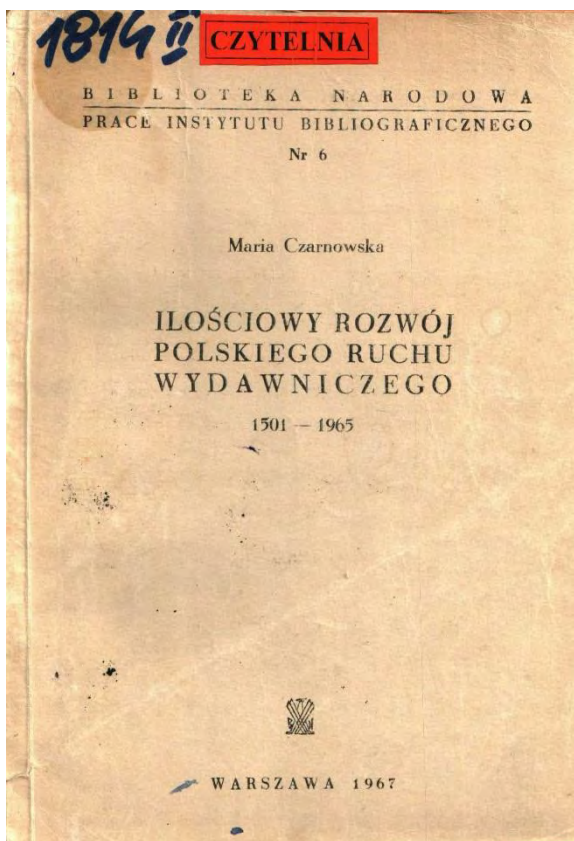 1814 II
CZYTELNIA
BIBLIOTEKA NARODOWA
PRACE INSTYTUTU BIBLIOGRAFICZNEGO
Nr 6
Maria Czarnowska
ILOŚCIOWY ROZWÓJ
POLSKIEGO RUCHU
WYDAWNICZEGO
1501 — 1965
WARSZAWA 1967